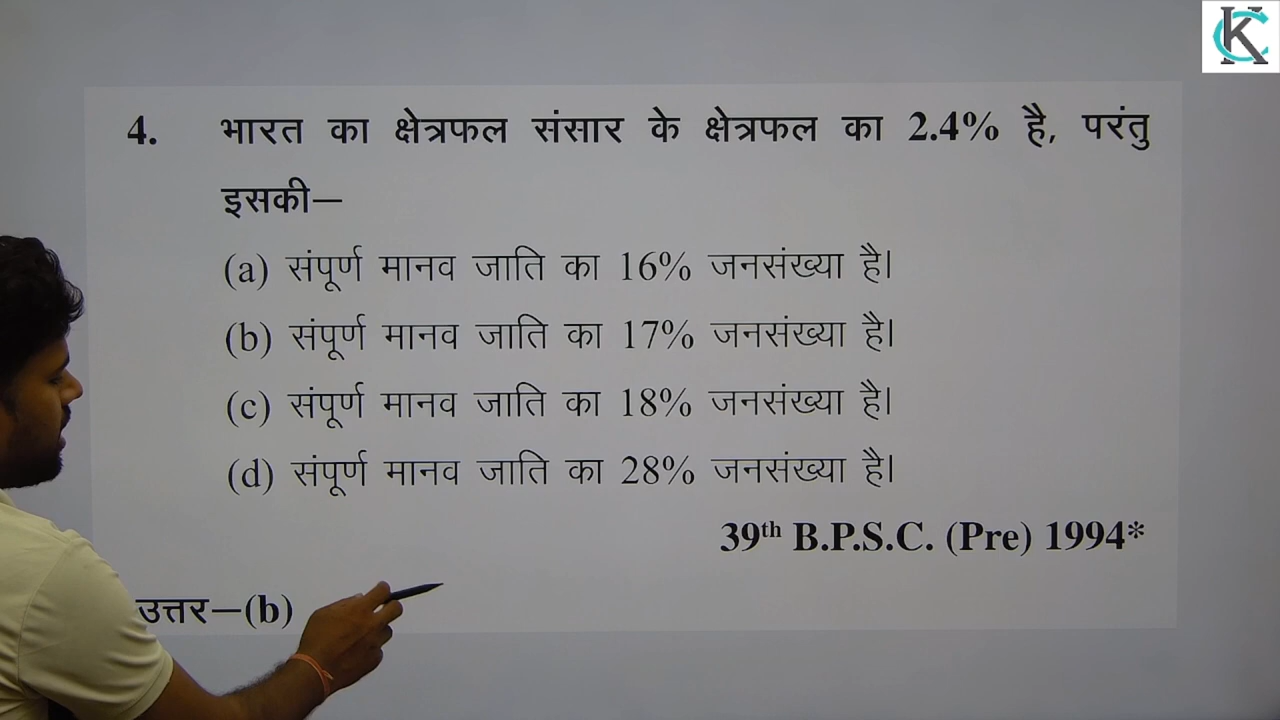 KC
4. भारत का क्षेत्रफल संसार के क्षेत्रफल का 2.4% है, परंतु
इसकी—
(a) संपूर्ण मानव जाति का 16% जनसंख्या है।
(b) संपूर्ण मानव जाति का 17% जनसंख्या है।
(c) संपूर्ण मानव जाति का 18% जनसंख्या है।
(d) संपूर्ण मानव जाति का 28% जनसंख्या है।
39th B.P.S.C. (Pre) 1994*
उत्तर—(b)